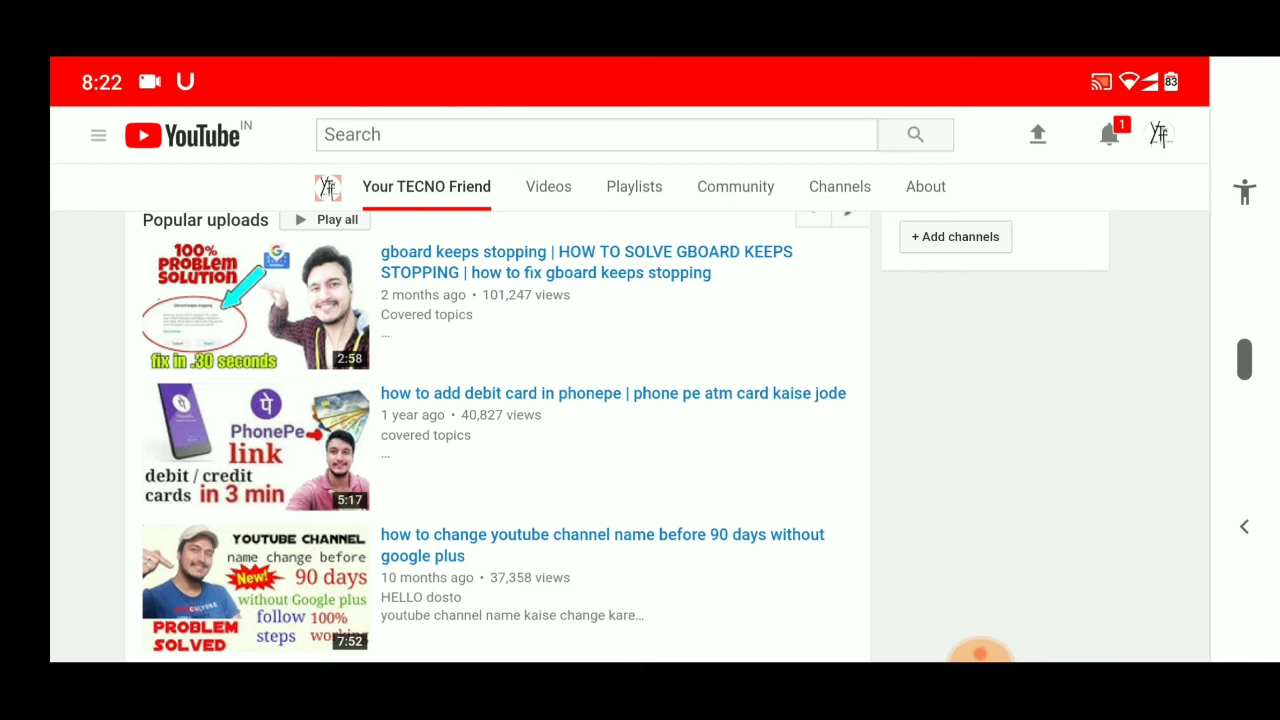 8:22 U 83
YouTube IN Search 1
Your TECNO Friend Videos Playlists Community Channels About
Popular uploads Play all
+ Add channels
100%
PROBLEM
SOLUTION
fix in .30 seconds
2:58
gboard keeps stopping | HOW TO SOLVE GBOARD KEEPS
STOPPING | how to fix gboard keeps stopping
2 months ago • 101,247 views
Covered topics
...
पे
PhonePe
link
debit / credit
cards in 3 min
5:17
how to add debit card in phonepe | phone pe atm card kaise jode
1 year ago • 40,827 views
covered topics
...
YOUTUBE CHANNEL
name change before
New! 90 days
without Google plus
follow 100%
steps working
PROBLEM
SOLVED
7:52
how to change youtube channel name before 90 days without
google plus
10 months ago • 37,358 views
HELLO dosto
youtube channel name kaise change kare...